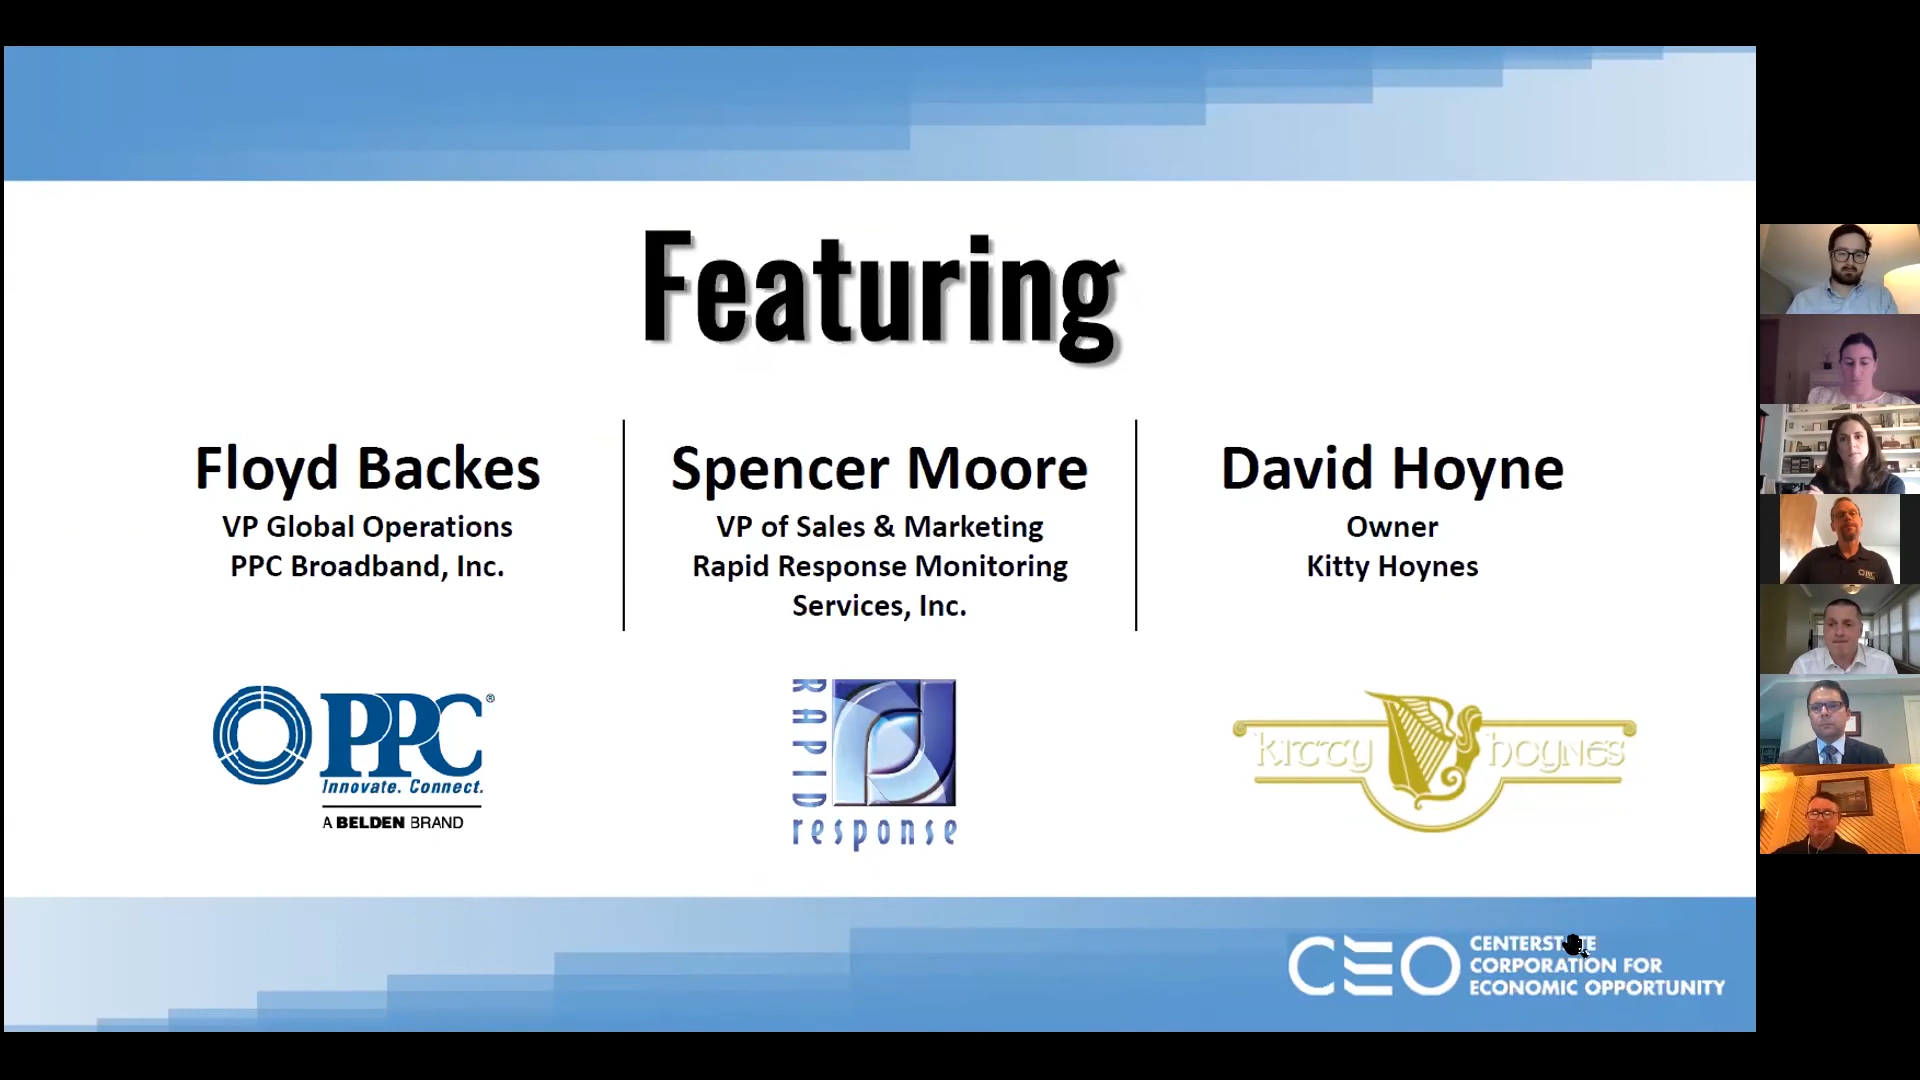 Featuring
Floyd Backes
VP Global Operations
PPC Broadband, Inc.
Spencer Moore
VP of Sales & Marketing
Rapid Response Monitoring
Services, Inc.
David Hoyne
Owner
Kitty Hoynes
PPC®
Innovate. Connect.
A BELDEN BRAND
RAPID
response
Kitty Hoynes
CEO
CENTERSTATE
CORPORATION FOR
ECONOMIC OPPORTUNITY
PPC